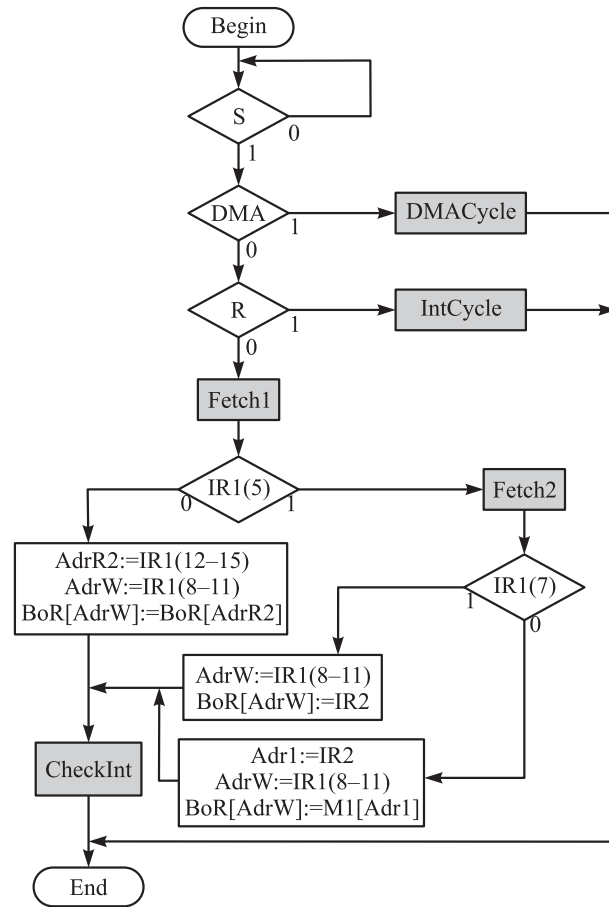 Begin
S
0
1
DMA
1
DMACycle
0
R
1
IntCycle
0
Fetch1
IR1(5)
0
1
Fetch2
AdrR2:=IR1(12–15)
AdrW:=IR1(8–11)
BoR[AdrW]:=BoR[AdrR2]
IR1(7)
1
0
AdrW:=IR1(8–11)
BoR[AdrW]:=IR2
Adr1:=IR2
AdrW:=IR1(8–11)
BoR[AdrW]:=M1[Adr1]
CheckInt
End